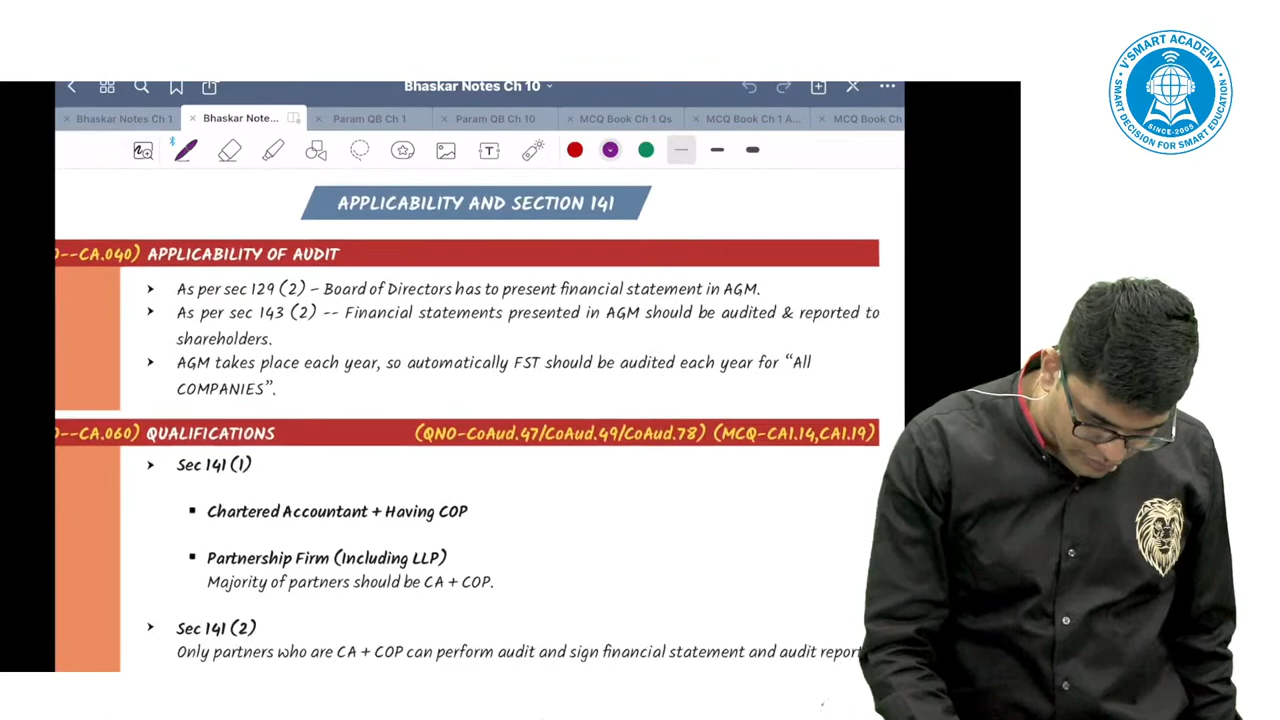 V'SMART ACADEMY
SMART DECISION FOR SMART EDUCATION
SINCE-2005
Bhaskar Notes Ch 10
Bhaskar Notes Ch 1
Bhaskar Note...
Param QB Ch 1
Param QB Ch 10
MCQ Book Ch 1 Qs
MCQ Book Ch 1 A...
MCQ Book Ch
APPLICABILITY AND SECTION 141
--CA.040) APPLICABILITY OF AUDIT
➤ As per sec 129 (2) – Board of Directors has to present financial statement in AGM.
➤ As per sec 143 (2) -- Financial statements presented in AGM should be audited & reported to
shareholders.
➤ AGM takes place each year, so automatically FST should be audited each year for “All
COMPANIES”.
--CA.060) QUALIFICATIONS (QNO-CoAud.47/CoAud.49/CoAud.78) (MCQ-CA1.14,CA1.19)
➤ Sec 141 (1)
▪ Chartered Accountant + Having COP
▪ Partnership Firm (Including LLP)
Majority of partners should be CA + COP.
➤ Sec 141 (2)
Only partners who are CA + COP can perform audit and sign financial statement and audit report